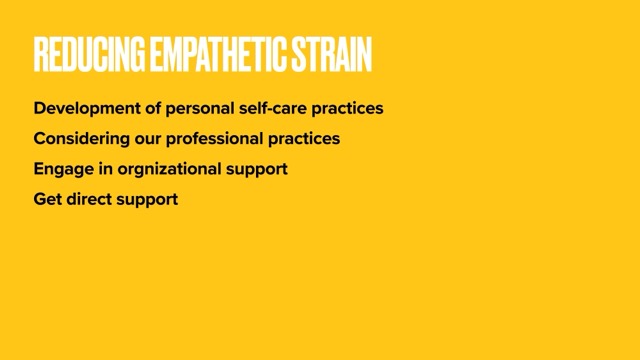 REDUCING EMPATHETIC STRAIN
Development of personal self-care practices
Considering our professional practices
Engage in orgnizational support
Get direct support